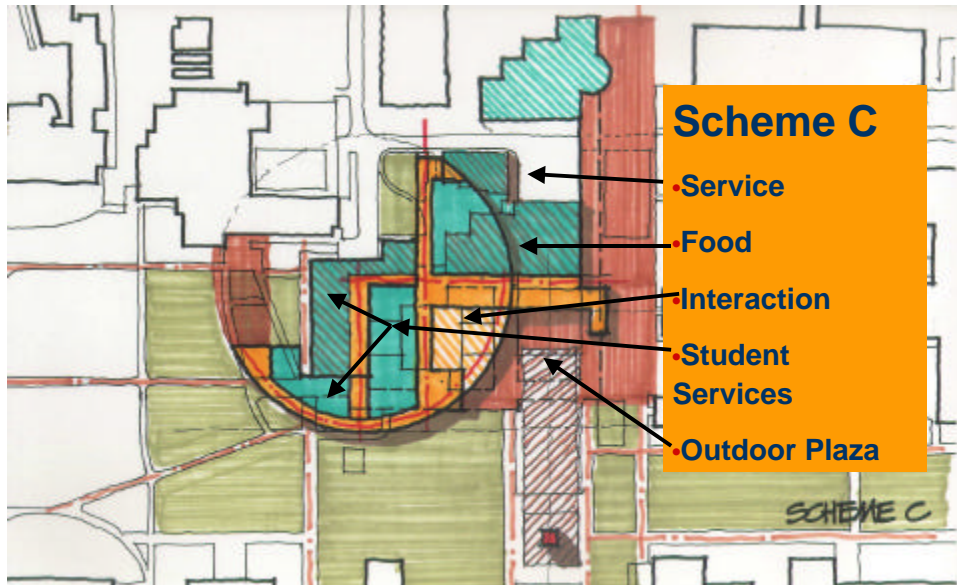 Scheme C
•Service
•Food
•Interaction
•Student
Services
•Outdoor Plaza
SCHEME C